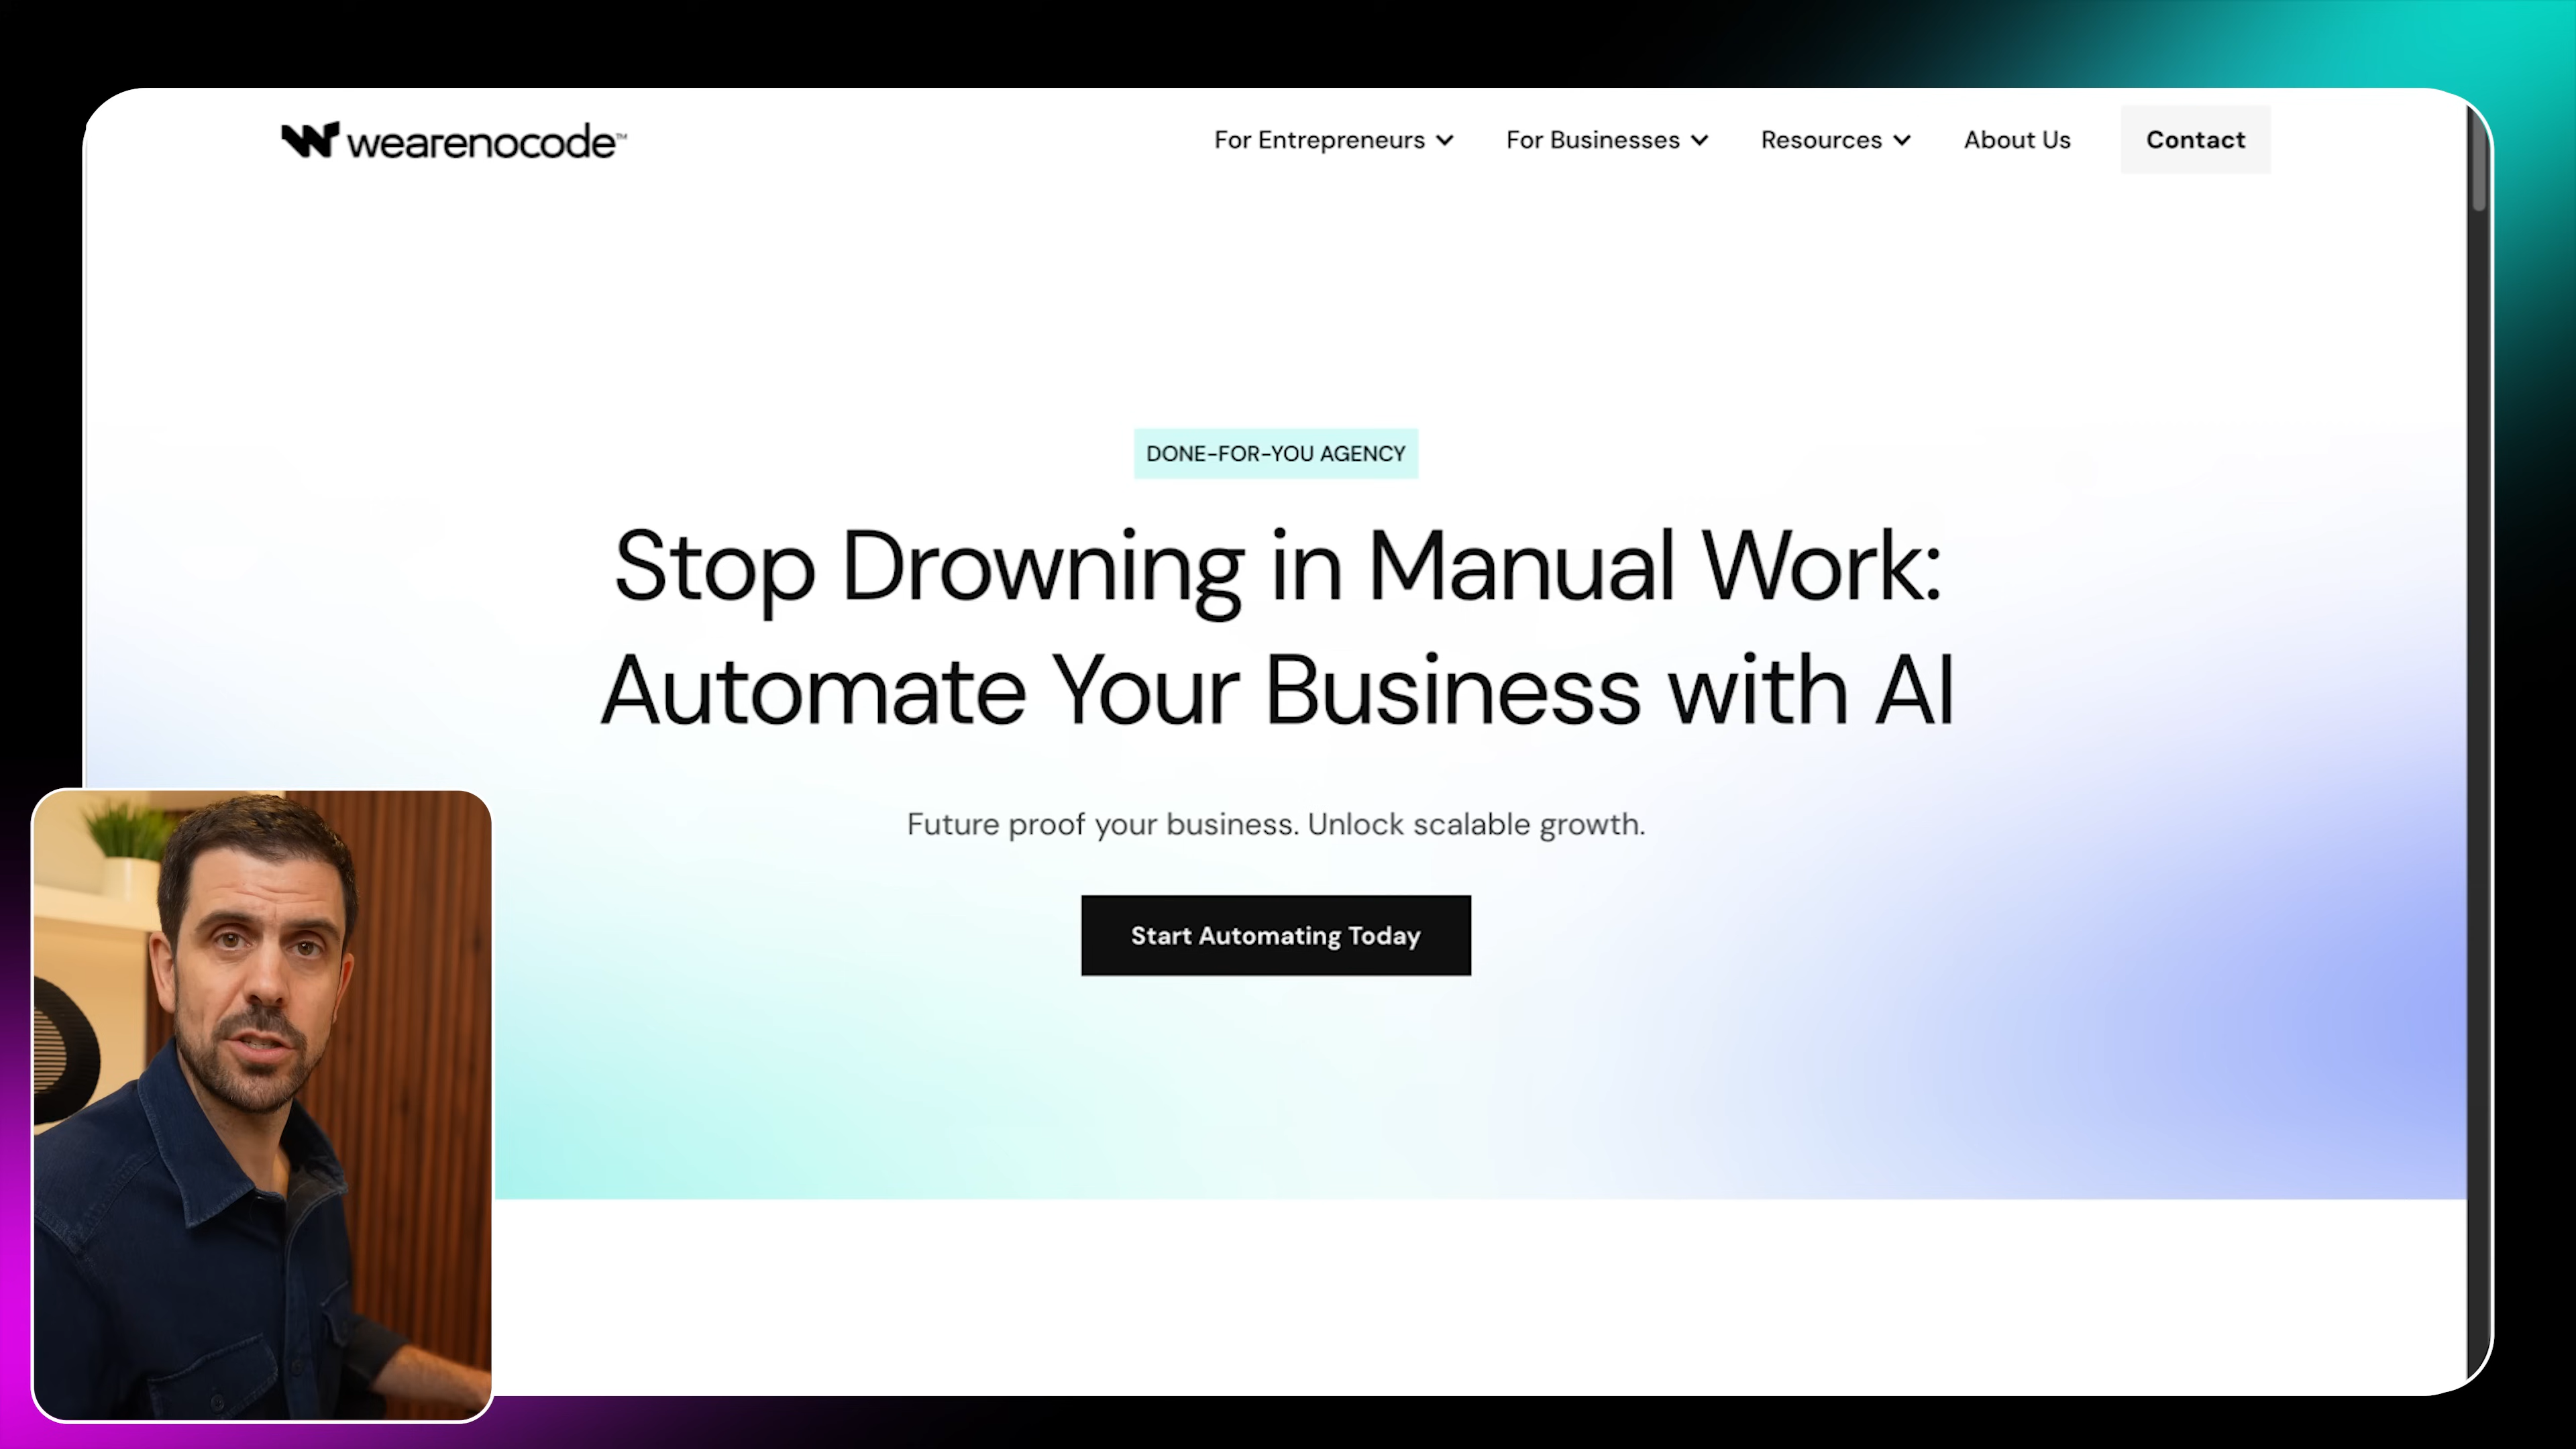 wearenocode™
For Entrepreneurs
For Businesses
Resources
About Us
Contact
DONE-FOR-YOU AGENCY
Stop Drowning in Manual Work:
Automate Your Business with AI
Future proof your business. Unlock scalable growth.
Start Automating Today